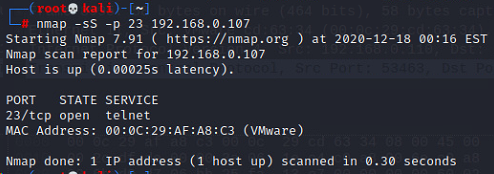 ┌──(root💀kali)-[~]
└─# nmap -sS -p 23 192.168.0.107
Starting Nmap 7.91 ( https://nmap.org ) at 2020-12-18 00:16 EST
Nmap scan report for 192.168.0.107
Host is up (0.00025s latency).
PORT   STATE SERVICE
23/tcp open  telnet
MAC Address: 00:0C:29:AF:A8:C3 (VMware)
Nmap done: 1 IP address (1 host up) scanned in 0.30 seconds